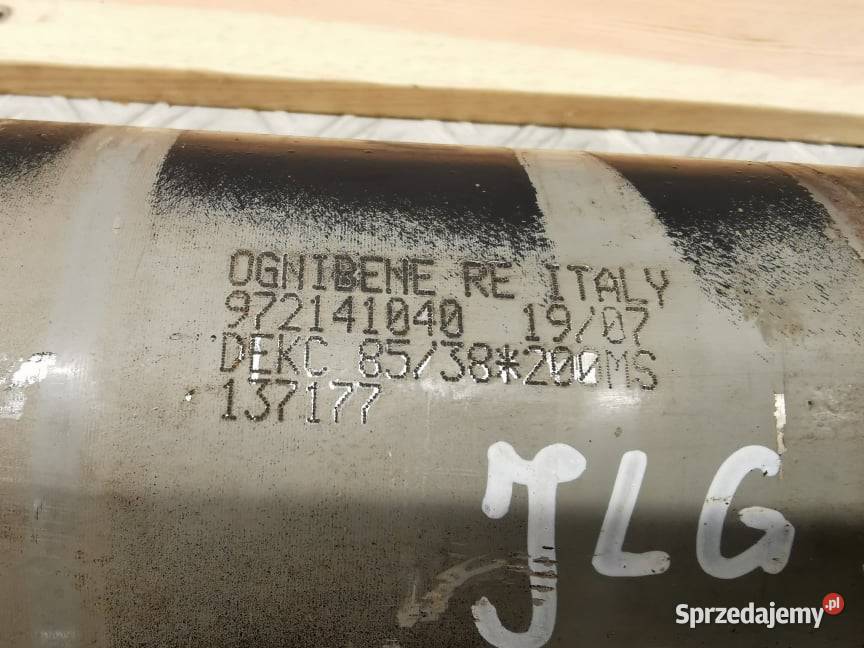 OGNIBENE RE ITALY
972141040 19/07
DEKC 85/38*200MS
137177
JLG
Sprzedajemy.pl